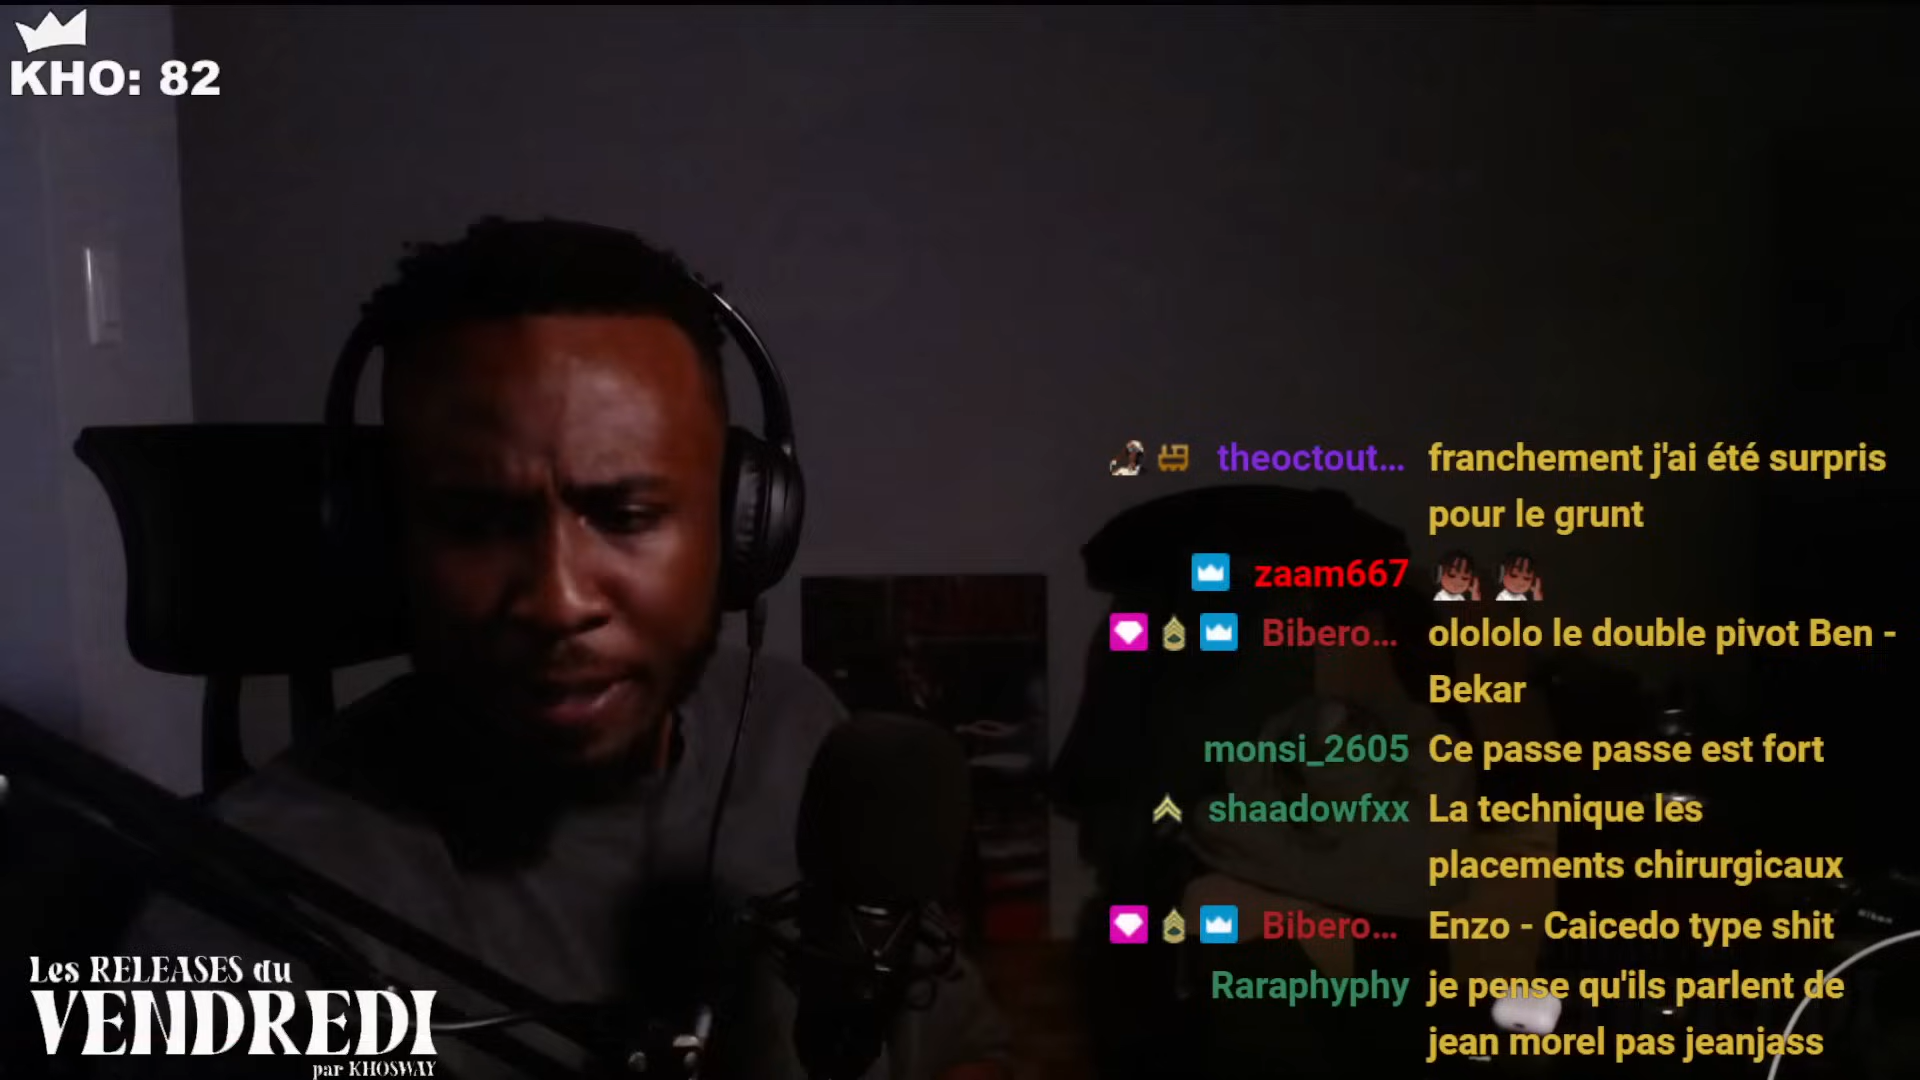 KHO: 82
theoctout... franchement j'ai été surpris
pour le grunt
zaam667
Bibero... olololo le double pivot Ben -
Bekar
monsi_2605 Ce passe passe est fort
shaadowfxx La technique les
placements chirurgicaux
Bibero... Enzo - Caicedo type shit
Raraphyphy je pense qu'ils parlent de
jean morel pas jeanjass
Les RELEASES du
VENDREDI
par KHOSWAY